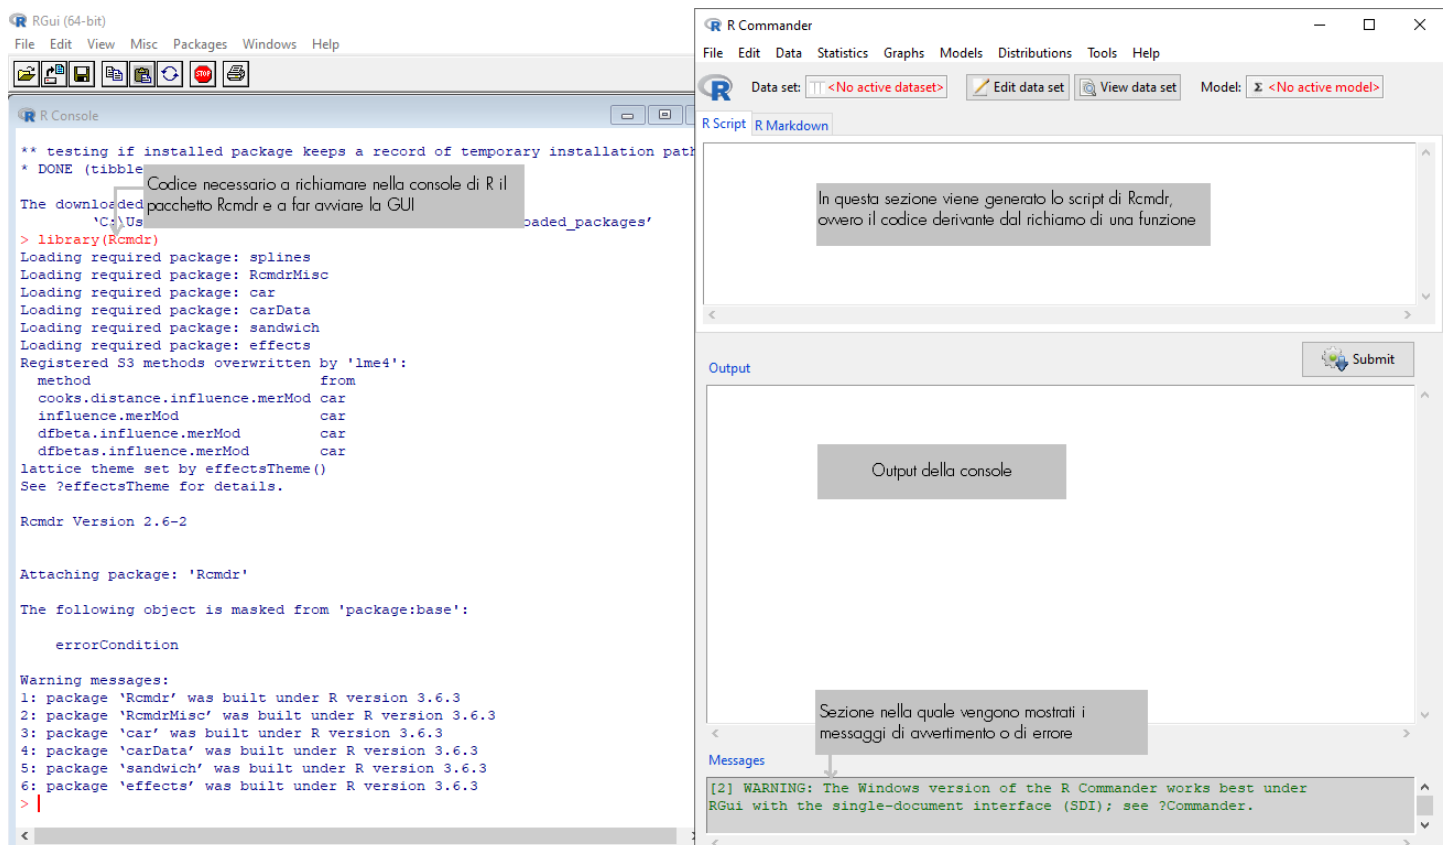 RGui (64-bit)
File Edit View Misc Packages Windows Help
STOP
R Console
** testing if installed package keeps a record of temporary installation path
* DONE (tibble
Codice necessario a richiamare nella console di R il
pacchetto Rcmdr e a far avviare la GUI
The downloaded
'C:\Us
oaded_packages'
> library(Rcmdr)
Loading required package: splines
Loading required package: RcmdrMisc
Loading required package: car
Loading required package: carData
Loading required package: sandwich
Loading required package: effects
Registered S3 methods overwritten by 'lme4':
method from
cooks.distance.influence.merMod car
influence.merMod car
dfbeta.influence.merMod car
dfbetas.influence.merMod car
lattice theme set by effectsTheme()
See ?effectsTheme for details.
Rcmdr Version 2.6-2
Attaching package: 'Rcmdr'
The following object is masked from 'package:base':
errorCondition
Warning messages:
1: package ‘Rcmdr’ was built under R version 3.6.3
2: package ‘RcmdrMisc’ was built under R version 3.6.3
3: package ‘car’ was built under R version 3.6.3
4: package ‘carData’ was built under R version 3.6.3
5: package ‘sandwich’ was built under R version 3.6.3
6: package ‘effects’ was built under R version 3.6.3
>
R Commander
File Edit Data Statistics Graphs Models Distributions Tools Help
R Data set: <No active dataset> Edit data set View data set Model: Σ <No active model>
R Script R Markdown
In questa sezione viene generato lo script di Rcmdr,
ovvero il codice derivante dal richiamo di una funzione
Output
Submit
Output della console
Sezione nella quale vengono mostrati i
messaggi di avvertimento o di errore
Messages
[2] WARNING: The Windows version of the R Commander works best under
RGui with the single-document interface (SDI); see ?Commander.